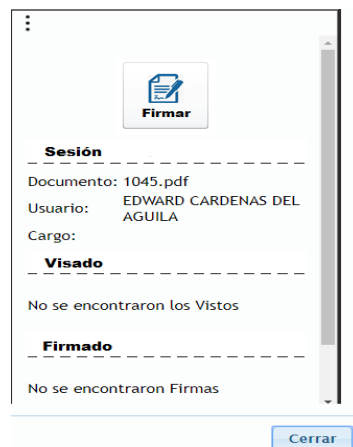 Firmar
Sesión
Documento: 1045.pdf
Usuario: EDWARD CARDENAS DEL
AGUILA
Cargo:
Visado
No se encontraron los Vistos
Firmado
No se encontraron Firmas
Cerrar